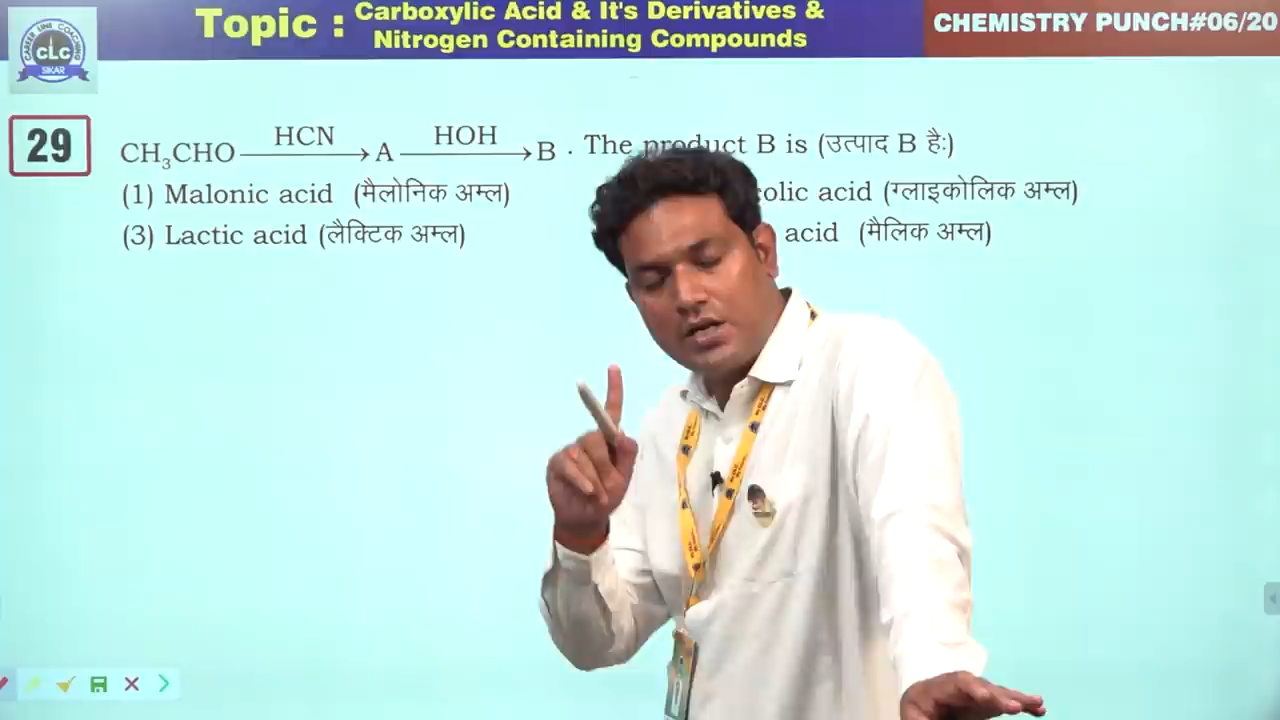 Topic : Carboxylic Acid & It's Derivatives &
Nitrogen Containing Compounds
CHEMISTRY PUNCH#06/20
CLC
SIKAR
29
CH₃CHO HCN → A HOH → B . The product B is (उत्पाद B है:)
(1) Malonic acid (मैलोनिक अम्ल)
acid (ग्लाइकोलिक अम्ल)
(3) Lactic acid (लैक्टिक अम्ल)
acid (मैलिक अम्ल)